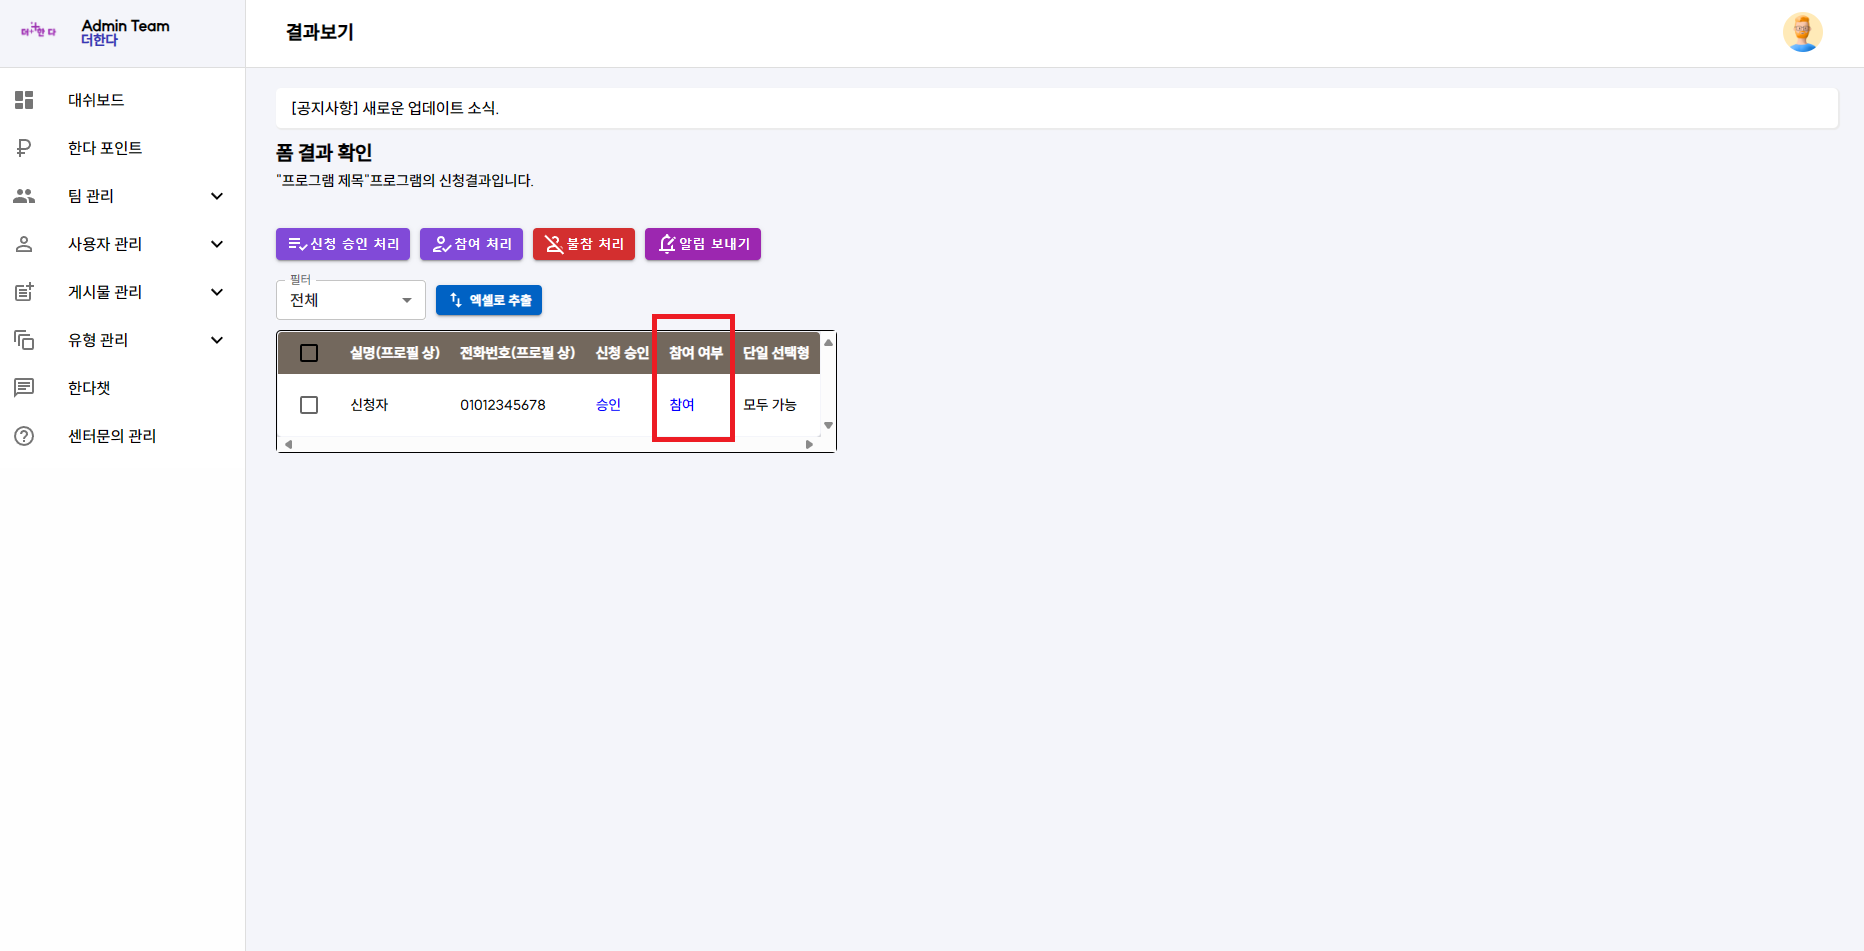 더한다
Admin Team
더한다
결과보기
대쉬보드
한다 포인트
팀 관리
사용자 관리
게시물 관리
유형 관리
한다챗
센터문의 관리
[공지사항] 새로운 업데이트 소식.
폼 결과 확인
"프로그램 제목"프로그램의 신청결과입니다.
신청 승인 처리 참여 처리 불참 처리 알림 보내기
필터
전체 엑셀로 추출
실명(프로필 상) 전화번호(프로필 상) 신청 승인 참여 여부 단일 선택형
신청자 01012345678 승인 참여 모두 가능